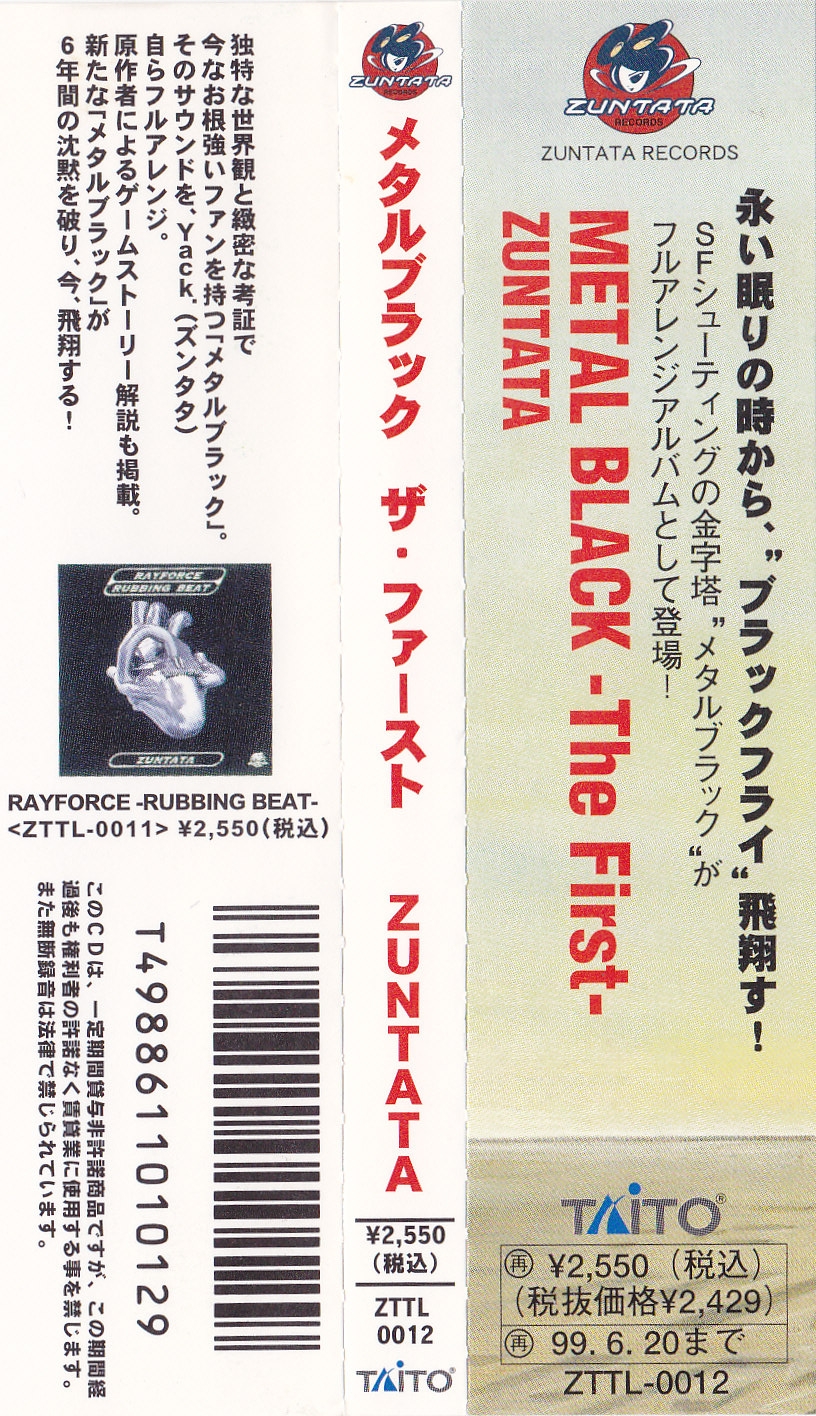 ZUNTATA
RECORDS
ZUNTATA RECORDS
永い眠りの時から、”ブラックフライ“飛翔す！
SFシューティングの金字塔”メタルブラック“が
フルアレンジアルバムとして登場！
METAL BLACK -The First-
ZUNTATA
TAITO®
再 ¥2,550（税込）
（税抜価格¥2,429）
再 99.6.20まで
ZTTL-0012
ZUNTATA
RECORDS
メタルブラック ザ・ファースト ZUNTATA
¥2,550
（税込）
ZTTL
0012
TAITO®
独特な世界観と緻密な考証で
今なお根強いファンを持つ「メタルブラック」。
そのサウンドを、Yack.（ズンタタ）
自らフルアレンジ。
原作者によるゲームストーリー解説も掲載。
新たな「メタルブラック」が
6年間の沈黙を破り、今、飛翔する！
RAYFORCE
RUBBING BEAT
ZUNTATA
RAYFORCE -RUBBING BEAT-
<ZTTL-0011> ¥2,550（税込）
T4988611010129
このCDは、一定期間貸与非許諾商品ですが、この期間経
過後も権利者の許諾なく賃貸業に使用する事を禁じます。
また無断録音は法律で禁じられています。